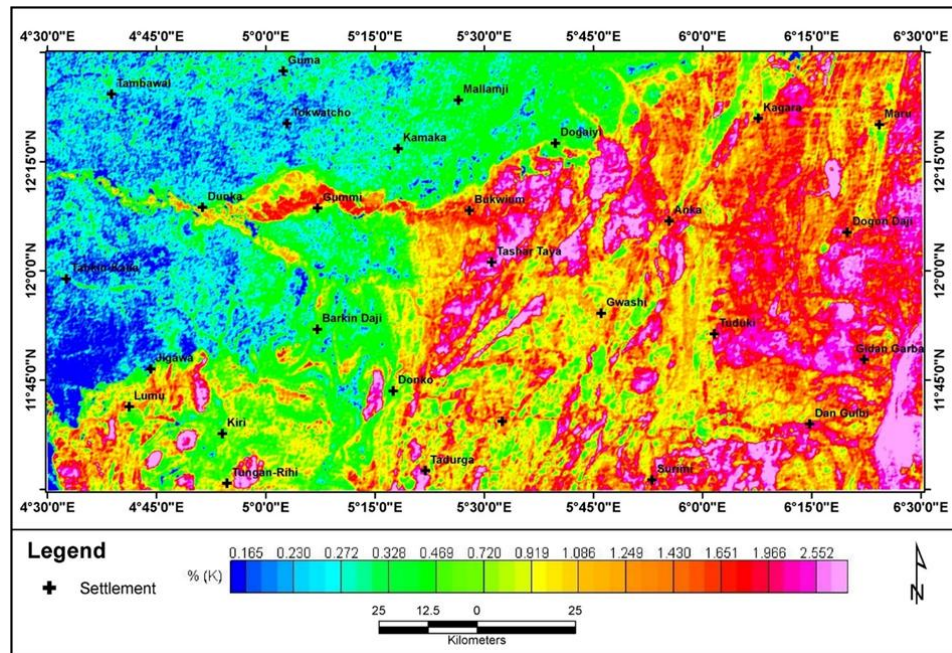 4°30'0"E 4°45'0"E 5°0'0"E 5°15'0"E 5°30'0"E 5°45'0"E 6°0'0"E 6°15'0"E 6°30'0"E
Guma
Tambawal
Mallamji
Kagara
Tokwatcho
Maru
Kamaka
Dogaiyi
12°15'0"N 12°15'0"N
Dunka
Gummi
Bukwium
Anka
Dogon Daji
Tashar Taya
12°0'0"N 12°0'0"N
Gwashi
Barkin Daji
Tuduki
Jigawa
Gidan Garba
11°45'0"N 11°45'0"N
Donko
Lumu
Kiri
Dan Gulbi
Tungan-Rihi
Tadurga
Surimi
4°30'0"E 4°45'0"E 5°0'0"E 5°15'0"E 5°30'0"E 5°45'0"E 6°0'0"E 6°15'0"E 6°30'0"E
Legend
0.165 0.230 0.272 0.328 0.469 0.720 0.919 1.086 1.249 1.430 1.651 1.966 2.552
% (K)
Settlement
N
25 12.5 0 25
Kilometers